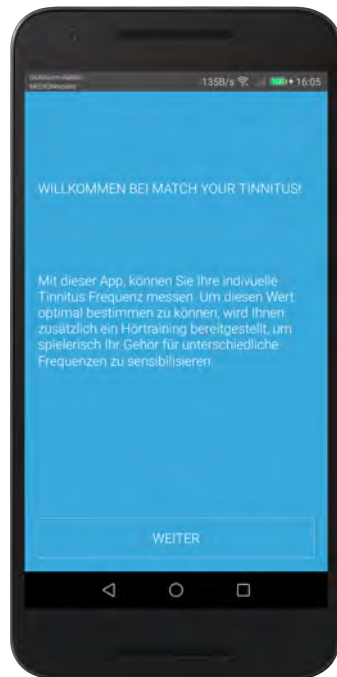 135B/s 100 16:05
WILLKOMMEN BEI MATCH YOUR TINNITUS!
Mit dieser App, können Sie Ihre indivuelle
Tinnitus Frequenz messen. Um diesen Wert
optimal bestimmen zu können, wird Ihnen
zusätzlich ein Hörtraining bereitgestellt, um
spielerisch Ihr Gehör für unterschiedliche
Frequenzen zu sensibilisieren.
WEITER